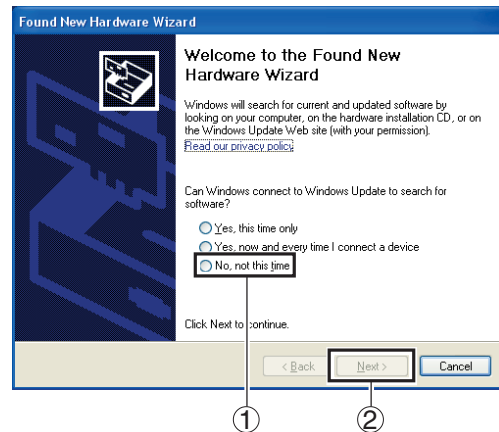 Found New Hardware Wizard
Welcome to the Found New
Hardware Wizard
Windows will search for current and updated software by
looking on your computer, on the hardware installation CD, or on
the Windows Update Web site (with your permission).
Read our privacy policy
Can Windows connect to Windows Update to search for
software?
Yes, this time only
Yes, now and every time I connect a device
No, not this time
Click Next to continue.
< Back Next > Cancel
① ②